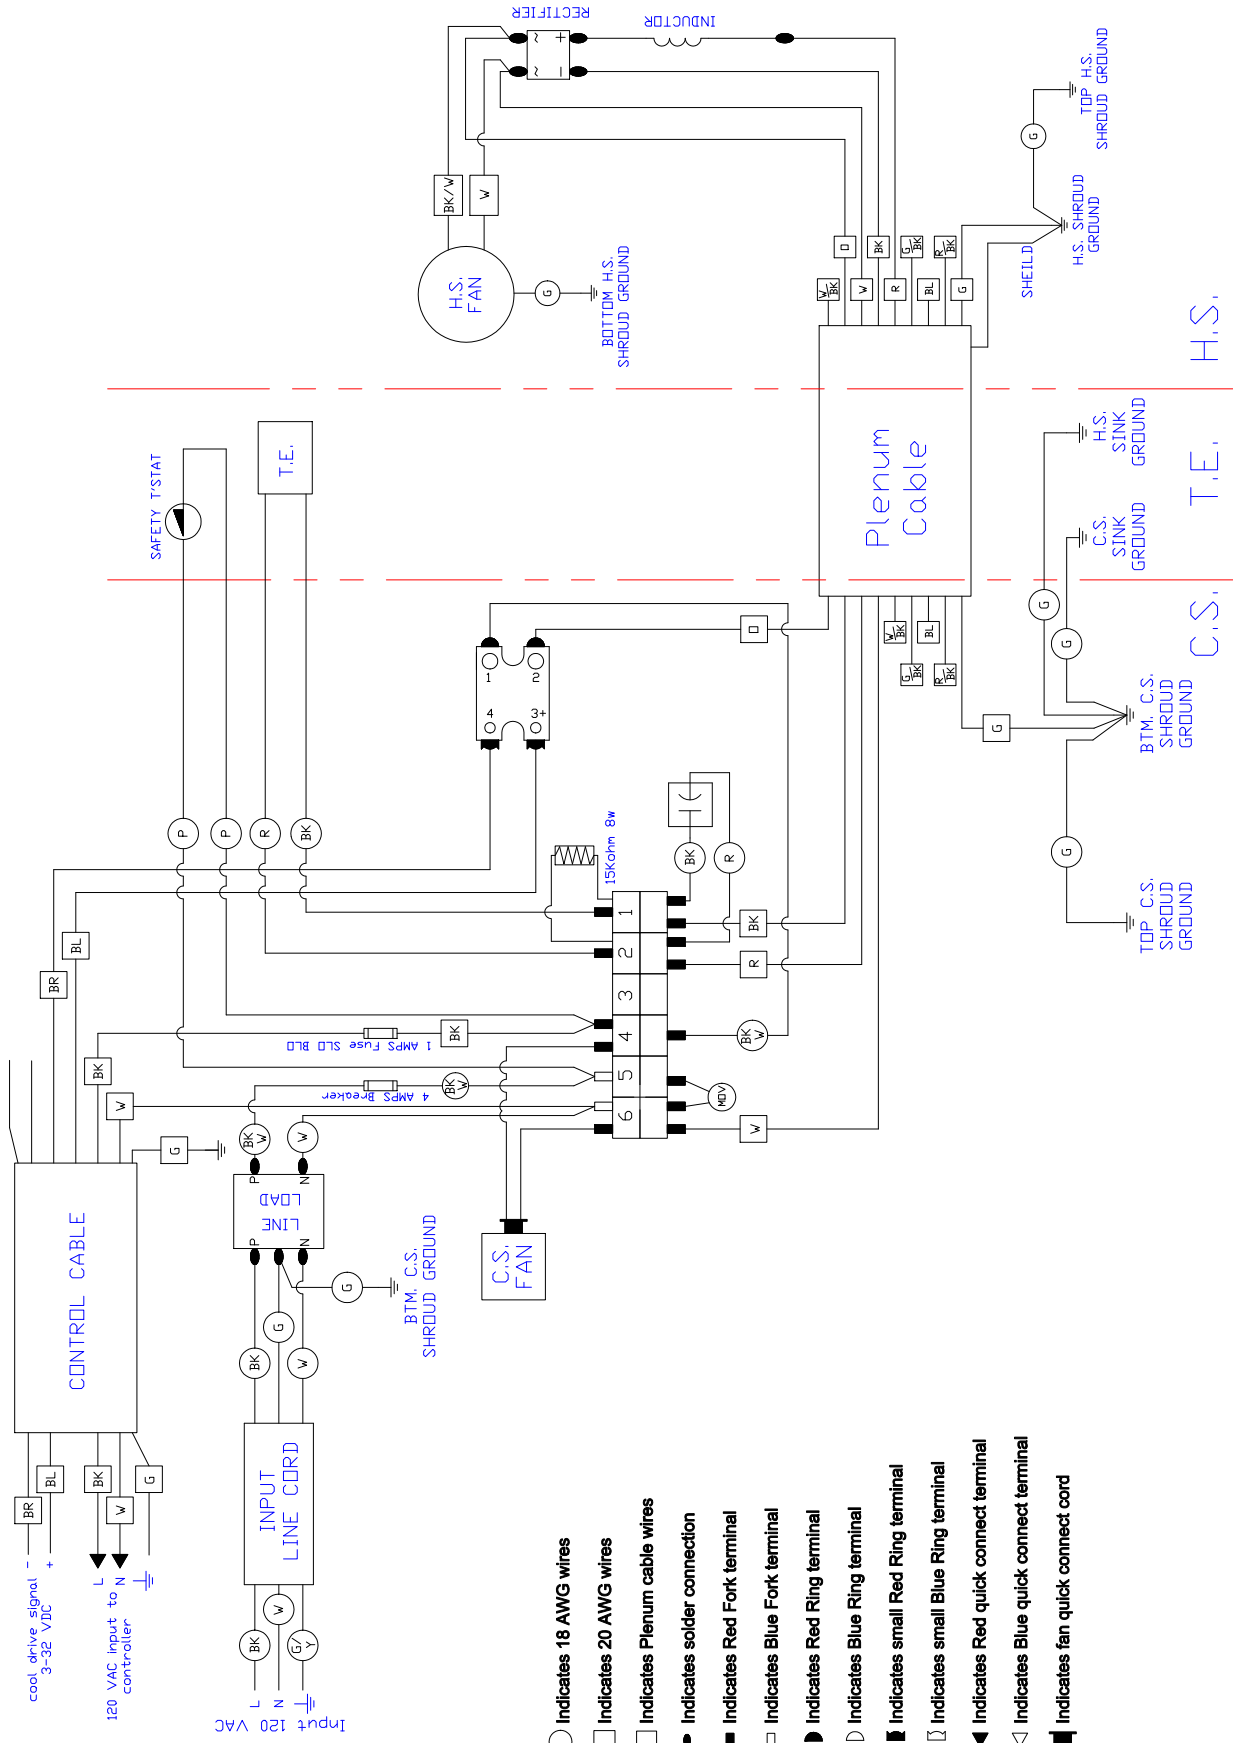 cool drive signal
3-32 VDC
-
+
120 VAC input to
controller
L
N
BR
BL
BK
W
G
CONTROL CABLE
BR
BL
BK
W
G
Input 120 VAC
L
N
BK
W
G/
Y
INPUT
LINE CORD
BK
G
W
G
BTM. C.S.
SHROUD GROUND
P
N
LINE
LOAD
P
N
BK
W
W
4 AMPS Breaker
BK
W
1 AMPS Fuse SLO BLO
BK
C.S.
FAN
P
P
R
BK
SAFETY T'STAT
T.E.
1
2
4
3+
15Kohm 8w
1
2
3
4
5
6
BK
R
BK
R
BK
W
MOV
W
O
Plenum
Cable
W/
BK
G/
BK
BL
R/
BK
G
W/
BK
O
W
BK
R
G/
BK
BL
R/
BK
G
H.S.
FAN
BK/W
W
G
BOTTOM H.S.
SHROUD GROUND
RECTIFIER
~
~
+
-
INDUCTOR
SHEILD
H.S. SHROUD
GROUND
G
TOP H.S.
SHROUD GROUND
G
H.S.
SINK
GROUND
G
C.S.
SINK
GROUND
BTM. C.S.
SHROUD
GROUND
G
TOP C.S.
SHROUD
GROUND
C.S.
T.E.
H.S.
Indicates 18 AWG wires
Indicates 20 AWG wires
Indicates Plenum cable wires
Indicates solder connection
Indicates Red Fork terminal
Indicates Blue Fork terminal
Indicates Red Ring terminal
Indicates Blue Ring terminal
Indicates small Red Ring terminal
Indicates small Blue Ring terminal
Indicates Red quick connect terminal
Indicates Blue quick connect terminal
Indicates fan quick connect cord